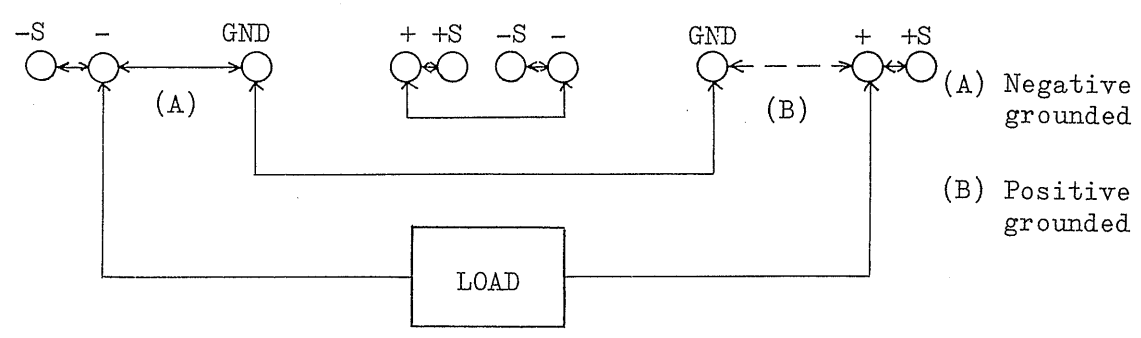 -S - GND + +S -S - GND + +S
(A) (B)
(A) Negative
grounded
(B) Positive
grounded
LOAD